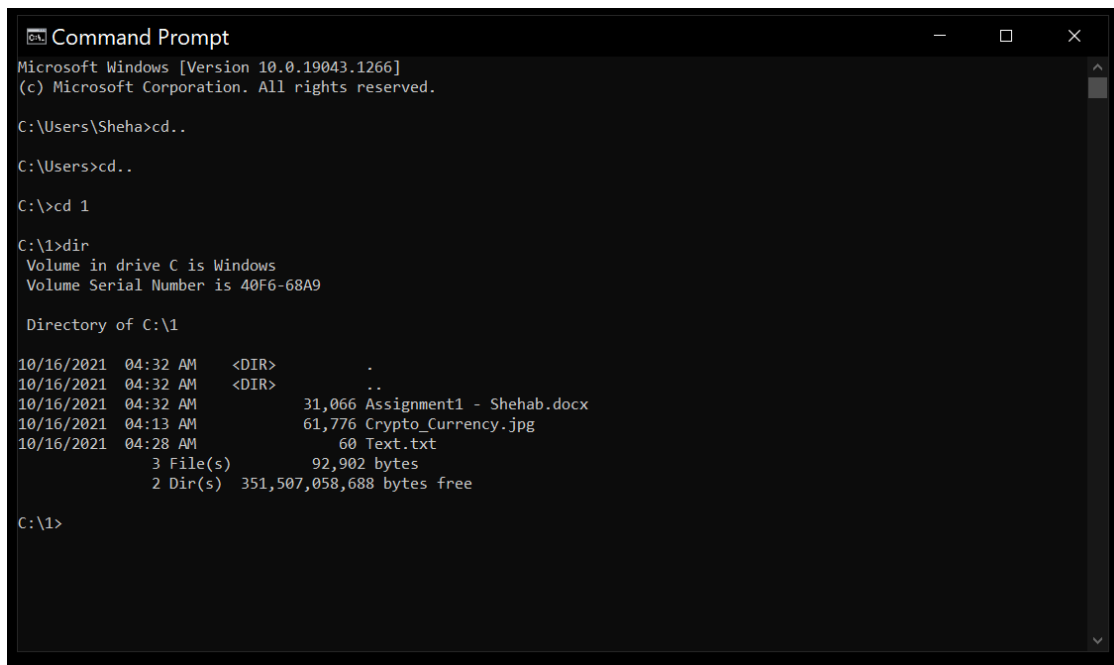 Command Prompt
Microsoft Windows [Version 10.0.19043.1266]
(c) Microsoft Corporation. All rights reserved.
C:\Users\Sheha>cd..
C:\Users>cd..
C:\>cd 1
C:\1>dir
 Volume in drive C is Windows
 Volume Serial Number is 40F6-68A9
 Directory of C:\1
10/16/2021  04:32 AM    <DIR>          .
10/16/2021  04:32 AM    <DIR>          ..
10/16/2021  04:32 AM            31,066 Assignment1 - Shehab.docx
10/16/2021  04:13 AM            61,776 Crypto_Currency.jpg
10/16/2021  04:28 AM                60 Text.txt
               3 File(s)         92,902 bytes
               2 Dir(s)  351,507,058,688 bytes free
C:\1>